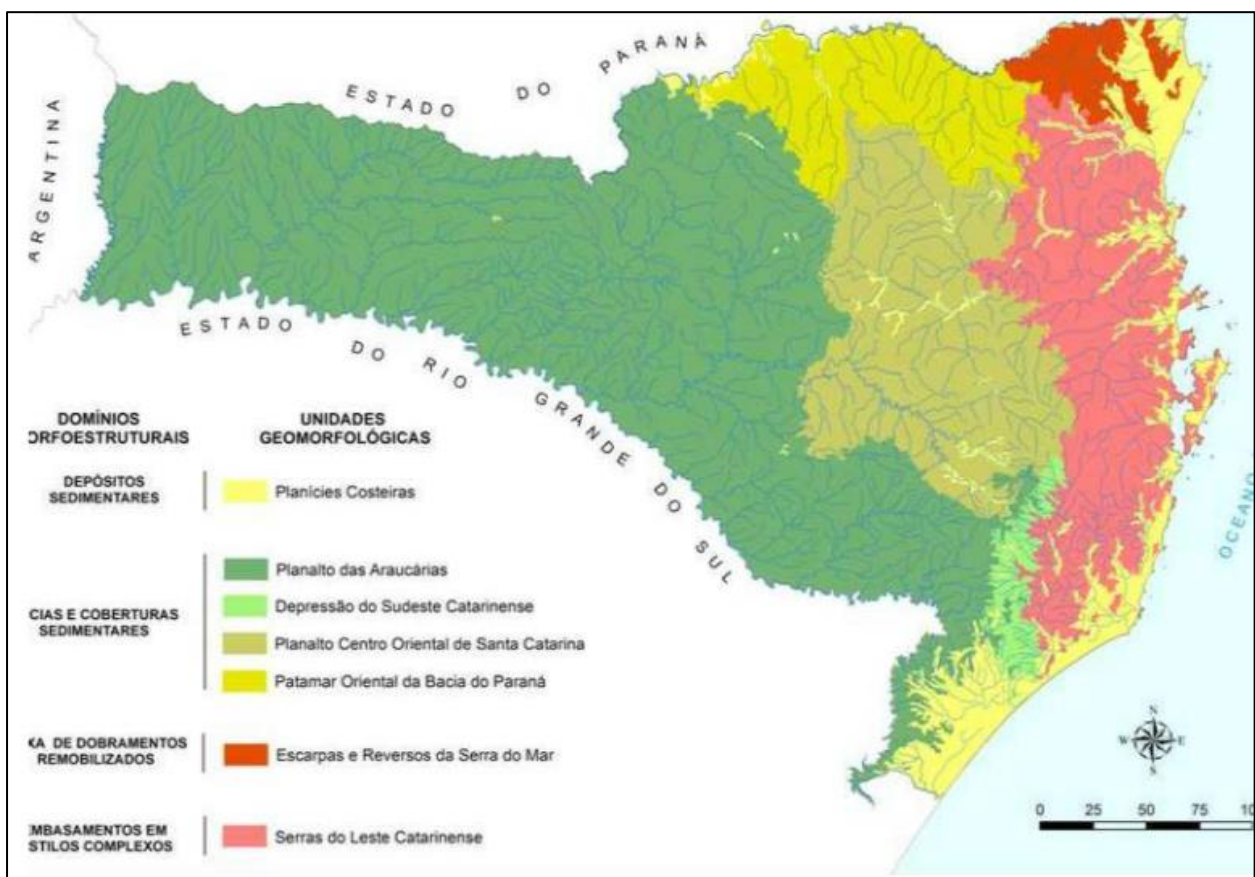 ESTADO DO PARANÁ
ARGENTINA
ESTADO DO RIO GRANDE DO SUL
OCEANO
DOMÍNIOS
ORFOESTRUTURAIS
UNIDADES
GEOMORFOLÓGICAS
DEPÓSITOS
SEDIMENTARES
Planícies Costeiras
CIAS E COBERTURAS
SEDIMENTARES
Planalto das Araucárias
Depressão do Sudeste Catarinense
Planalto Centro Oriental de Santa Catarina
Patamar Oriental da Bacia do Paraná
XA DE DOBRAMENTOS
REMOBILIZADOS
Escarpas e Reversos da Serra do Mar
MBASAMENTOS EM
STILOS COMPLEXOS
Serras do Leste Catarinense
N
W E
S
0 25 50 75 10